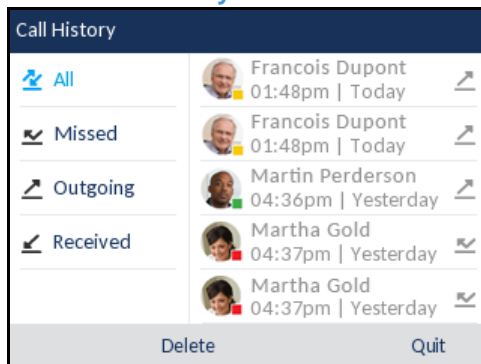 Call History
All
Missed
Outgoing
Received
Francois Dupont
01:48pm | Today
Francois Dupont
01:48pm | Today
Martin Perderson
04:36pm | Yesterday
Martha Gold
04:37pm | Yesterday
Martha Gold
04:37pm | Yesterday
Delete
Quit